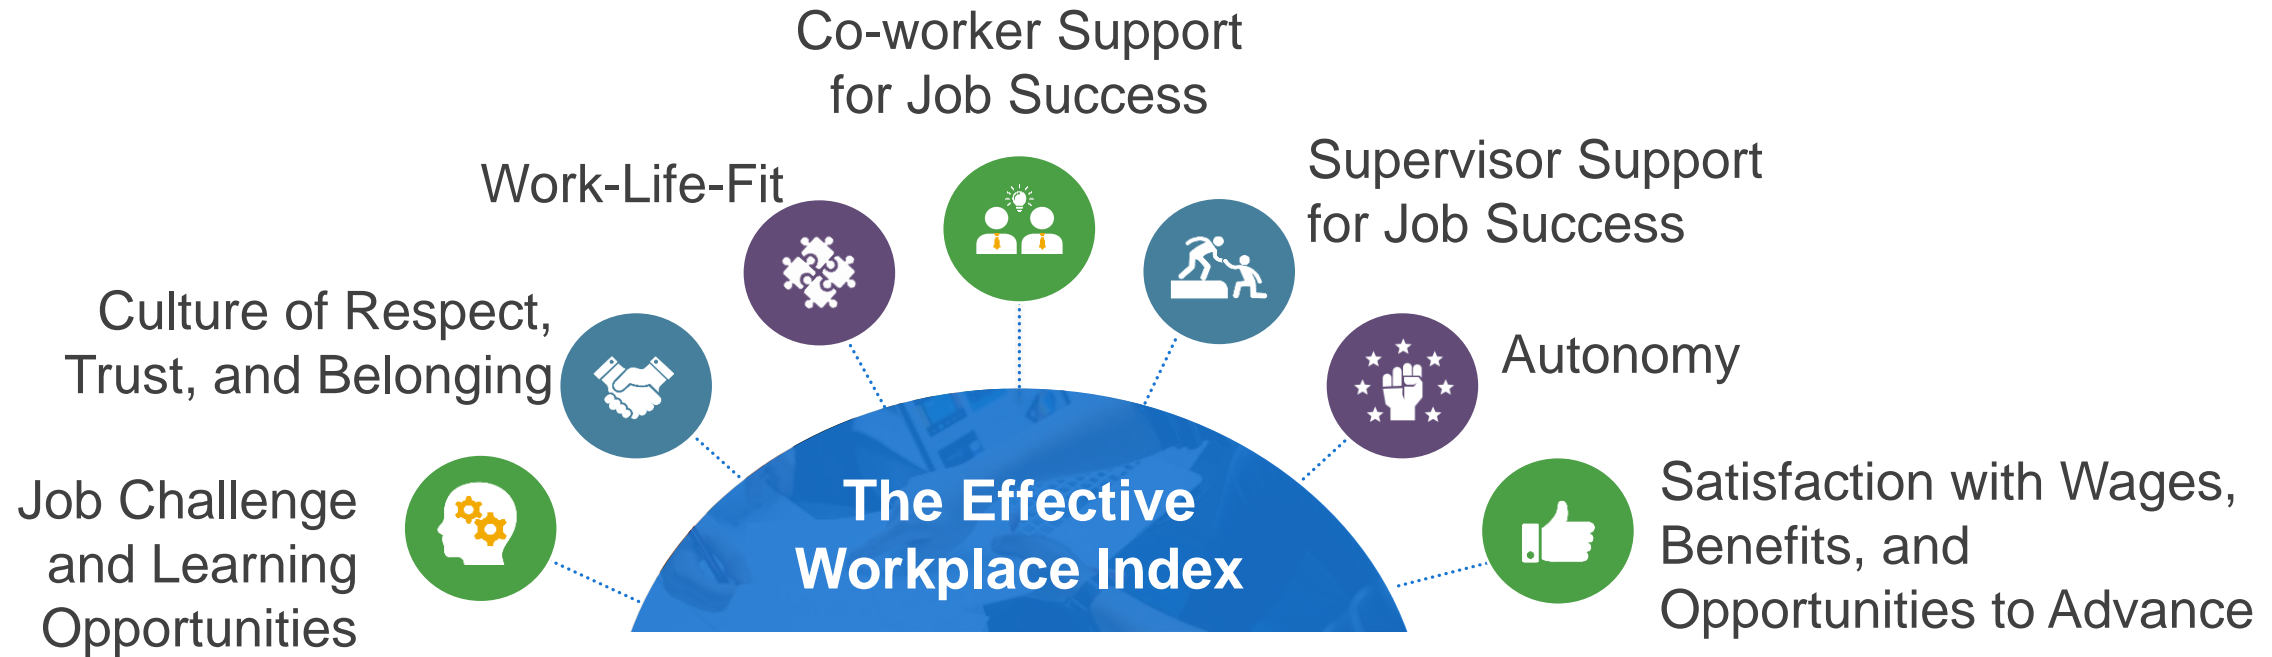 Co-worker Support
for Job Success
Supervisor Support
for Job Success
Work-Life-Fit
Culture of Respect,
Trust, and Belonging
Autonomy
Job Challenge
and Learning
Opportunities
The Effective
Workplace Index
Satisfaction with Wages,
Benefits, and
Opportunities to Advance